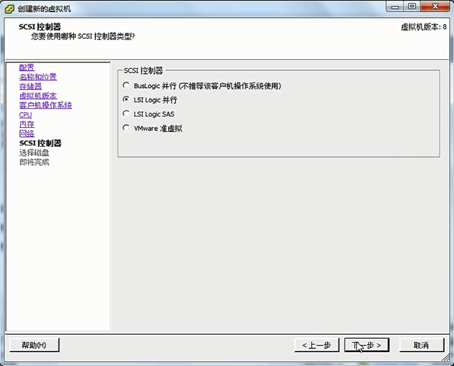 创建新的虚拟机
SCSI 控制器
您要使用哪种 SCSI 控制器类型?
虚拟机版本: 8
配置
名称和位置
存储器
虚拟机版本
客户机操作系统
CPU
内存
网络
SCSI 控制器
选择磁盘
即将完成
SCSI 控制器
BusLogic 并行 (不推荐该客户机操作系统使用)
LSI Logic 并行
LSI Logic SAS
VMware 准虚拟
帮助(H)
< 上一步
下一步 >
取消